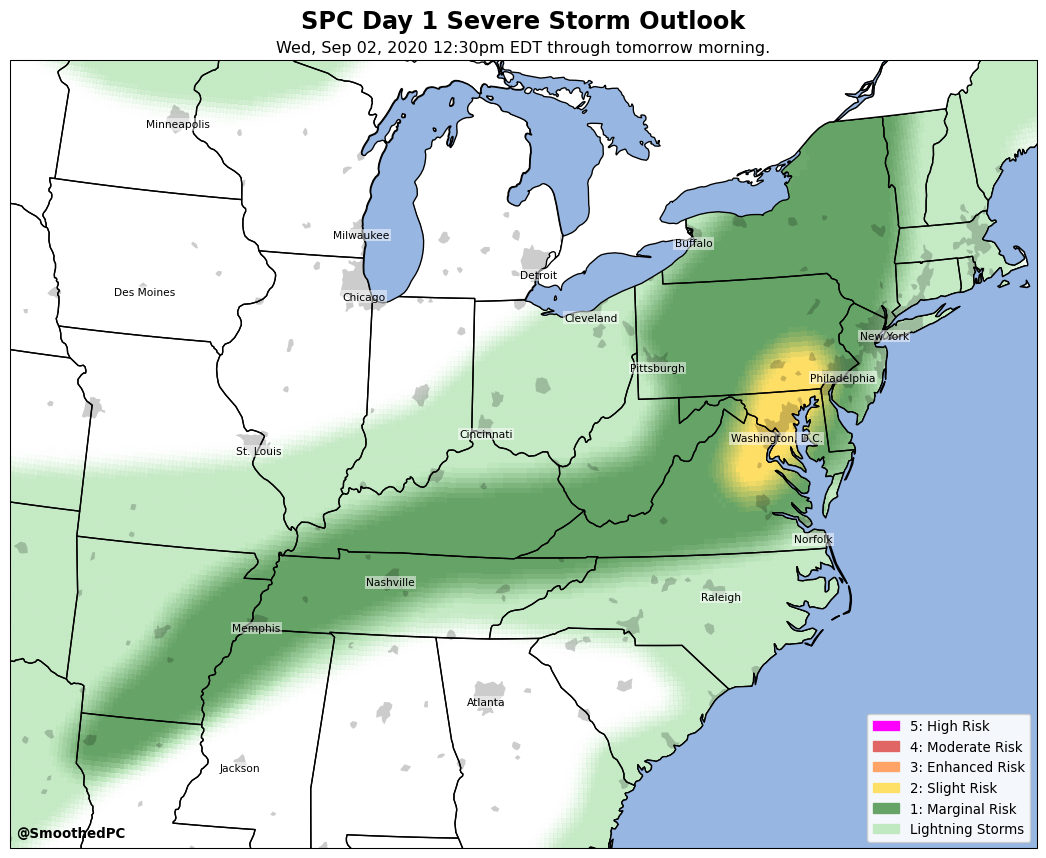 SPC Day 1 Severe Storm Outlook
Wed, Sep 02, 2020 12:30pm EDT through tomorrow morning.
Minneapolis
Milwaukee
Buffalo
Detroit
Des Moines
Chicago
Cleveland
New York
Pittsburgh
Philadelphia
Cincinnati
Washington, D.C.
St. Louis
Norfolk
Nashville
Raleigh
Memphis
Atlanta
Jackson
5: High Risk
4: Moderate Risk
3: Enhanced Risk
2: Slight Risk
1: Marginal Risk
Lightning Storms
@SmoothedPC